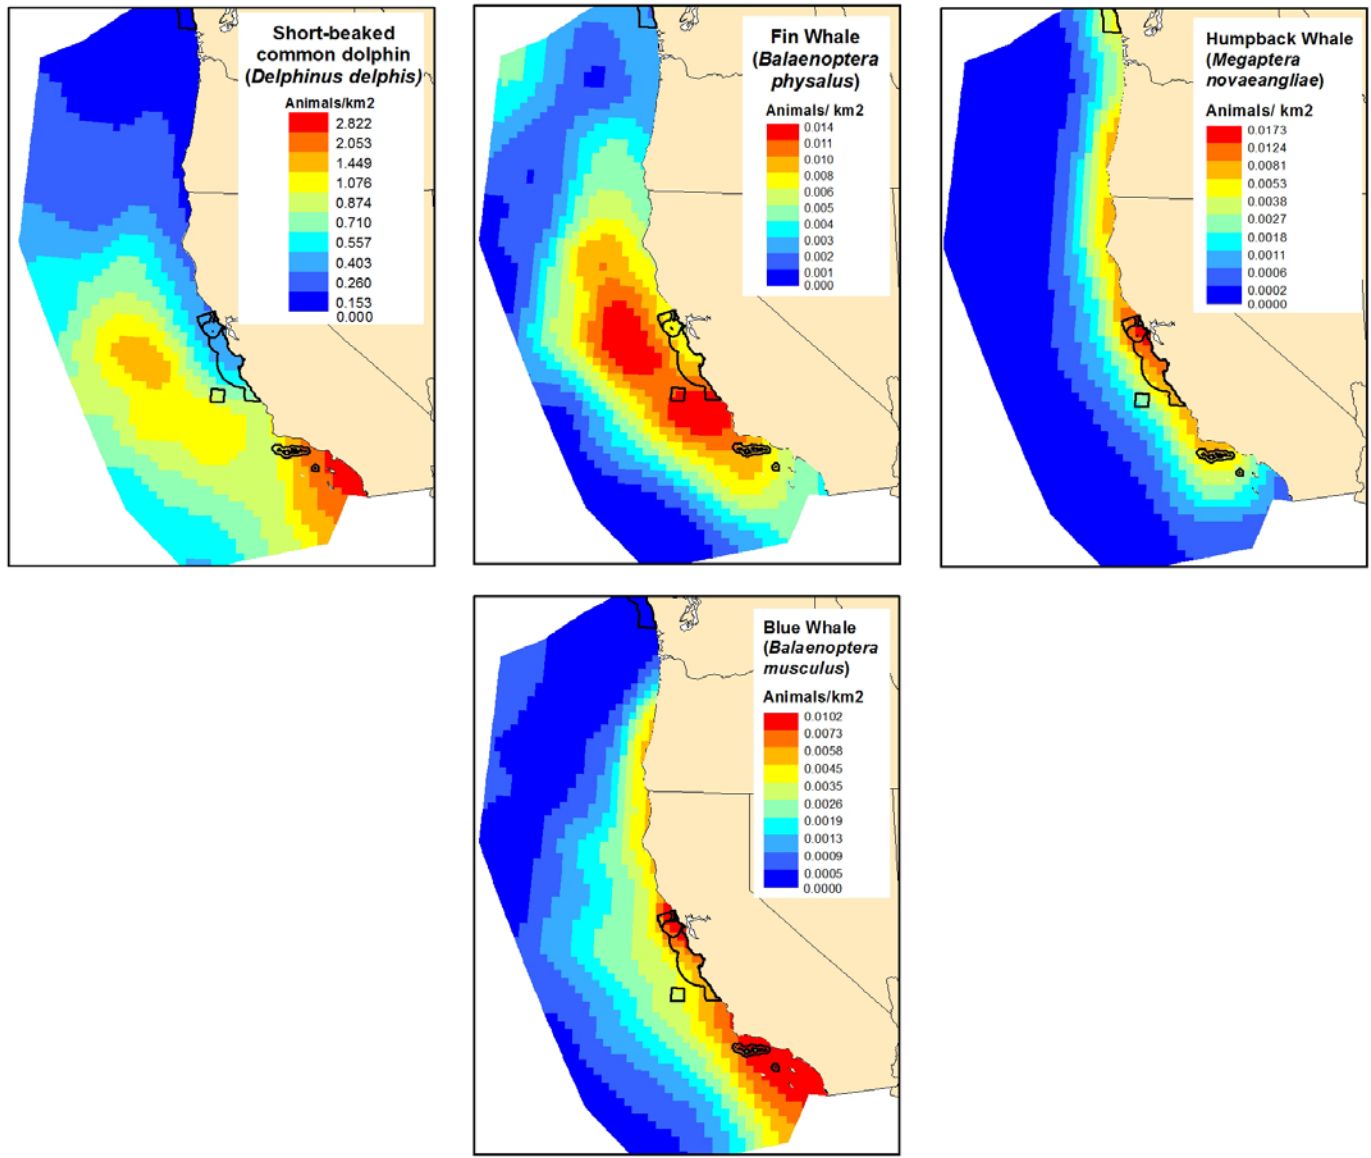 Short-beaked
common dolphin
(Delphinus delphis)
Animals/km2
2.822
2.053
1.449
1.076
0.874
0.710
0.557
0.403
0.260
0.153
0.000
Fin Whale
(Balaenoptera
physalus)
Animals/ km2
0.014
0.011
0.010
0.008
0.006
0.005
0.004
0.003
0.002
0.001
0.000
Humpback Whale
(Megaptera
novaeangliae)
Animals/ km2
0.0173
0.0124
0.0081
0.0053
0.0038
0.0027
0.0018
0.0011
0.0006
0.0002
0.0000
Blue Whale
(Balaenoptera
musculus)
Animals/km2
0.0102
0.0073
0.0058
0.0045
0.0035
0.0026
0.0019
0.0013
0.0009
0.0005
0.0000